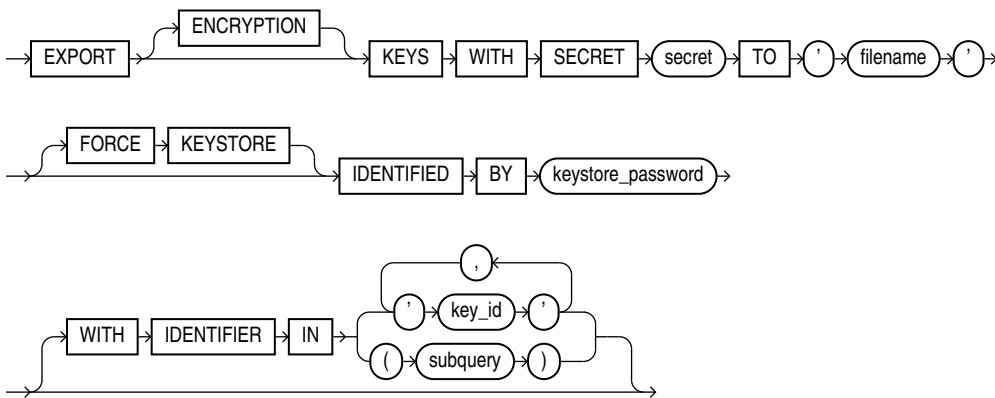 ENCRYPTION
EXPORT KEYS WITH SECRET secret TO ' filename '
FORCE KEYSTORE
IDENTIFIED BY keystore_password
,
WITH IDENTIFIER IN ' key_id '
( subquery )